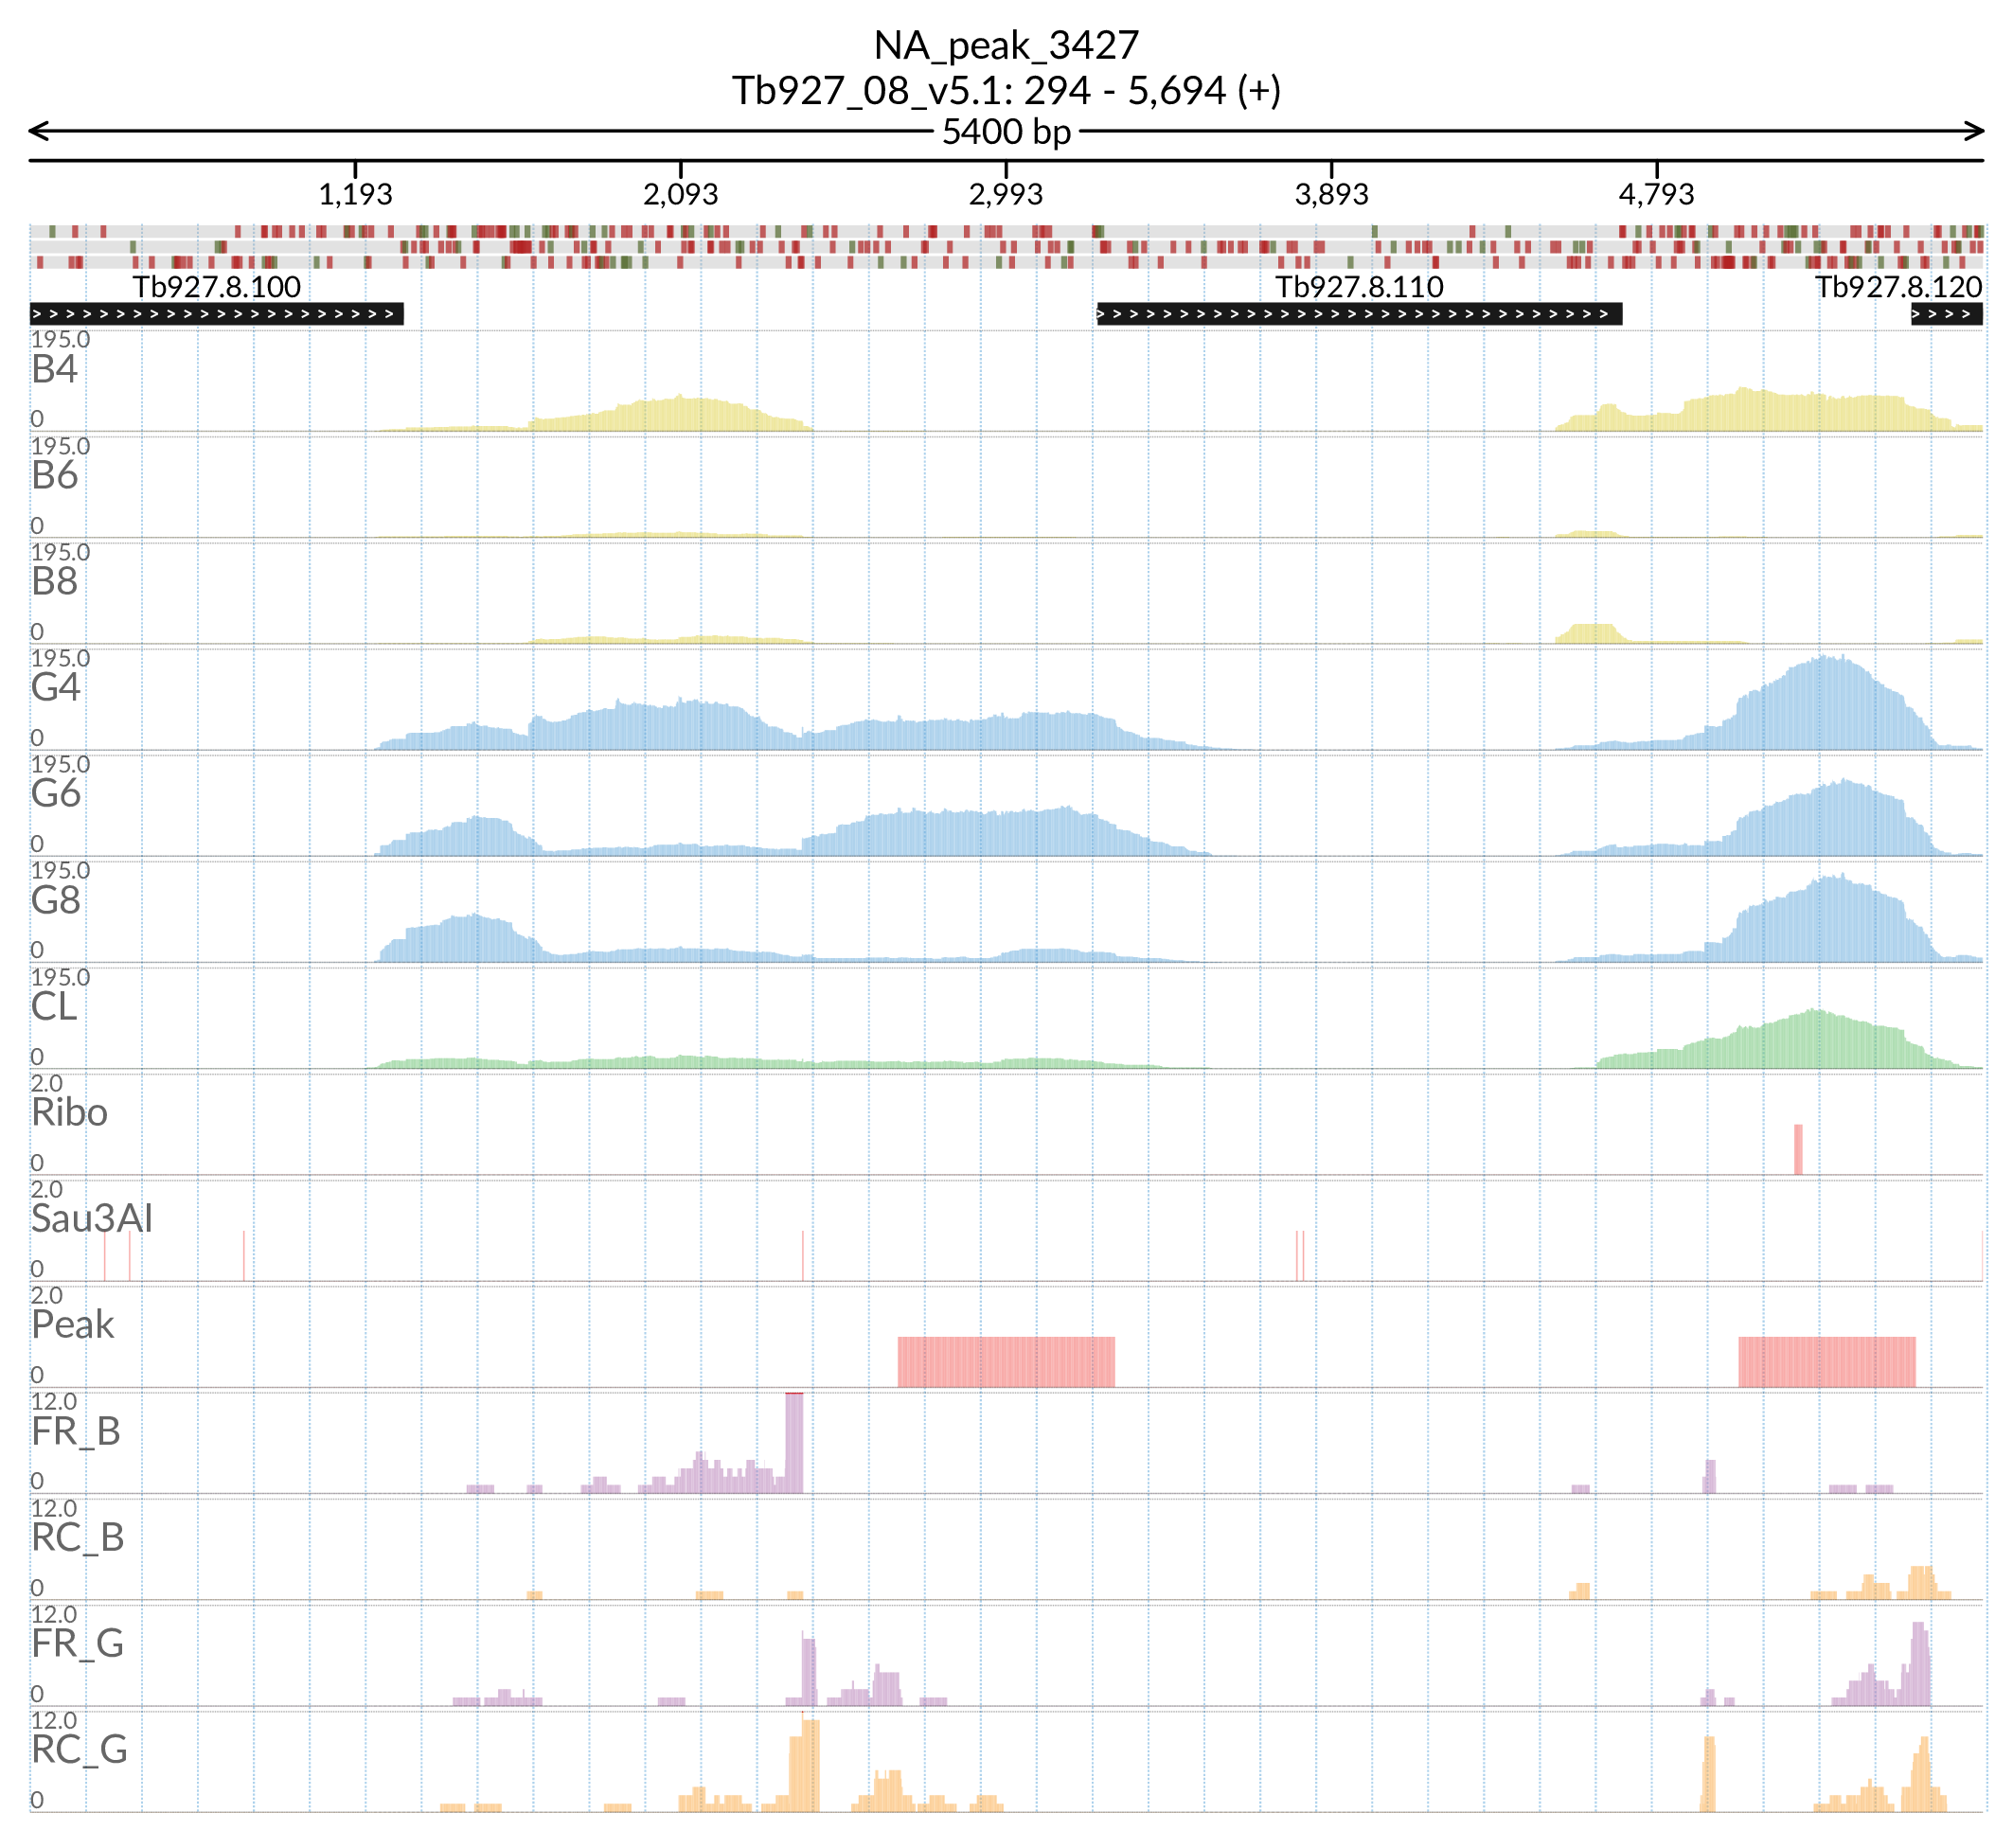 NA_peak_3427
Tb927_08_v5.1: 294 - 5,694 (+)
5400 bp
1,193 2,093 2,993 3,893 4,793
Tb927.8.100 Tb927.8.110 Tb927.8.120
195.0
B4
0
195.0
B6
0
195.0
B8
0
195.0
G4
0
195.0
G6
0
195.0
G8
0
195.0
CL
0
2.0
Ribo
0
2.0
Sau3AI
0
2.0
Peak
0
12.0
FR_B
0
12.0
RC_B
0
12.0
FR_G
0
12.0
RC_G
0